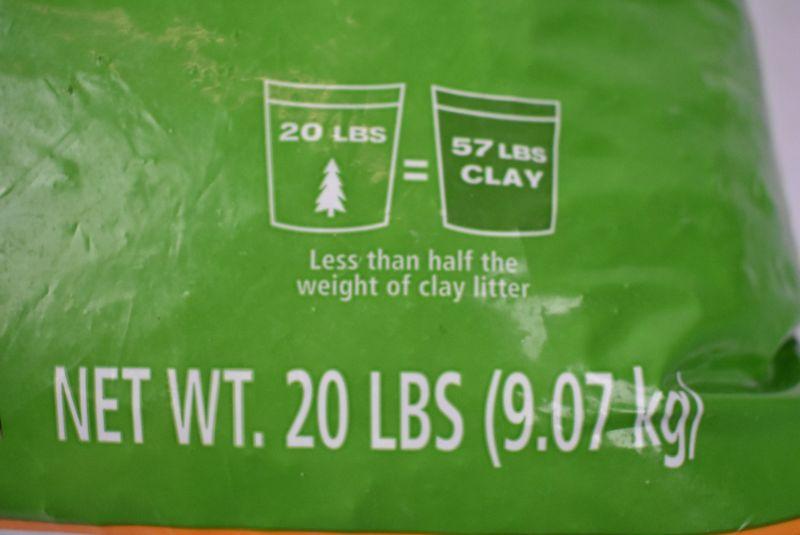 20 LBS
=
57 LBS
CLAY
Less than half the
weight of clay litter
NET WT. 20 LBS (9.07 kg)